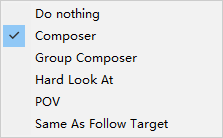 Do nothing
Composer
Group Composer
Hard Look At
POV
Same As Follow Target